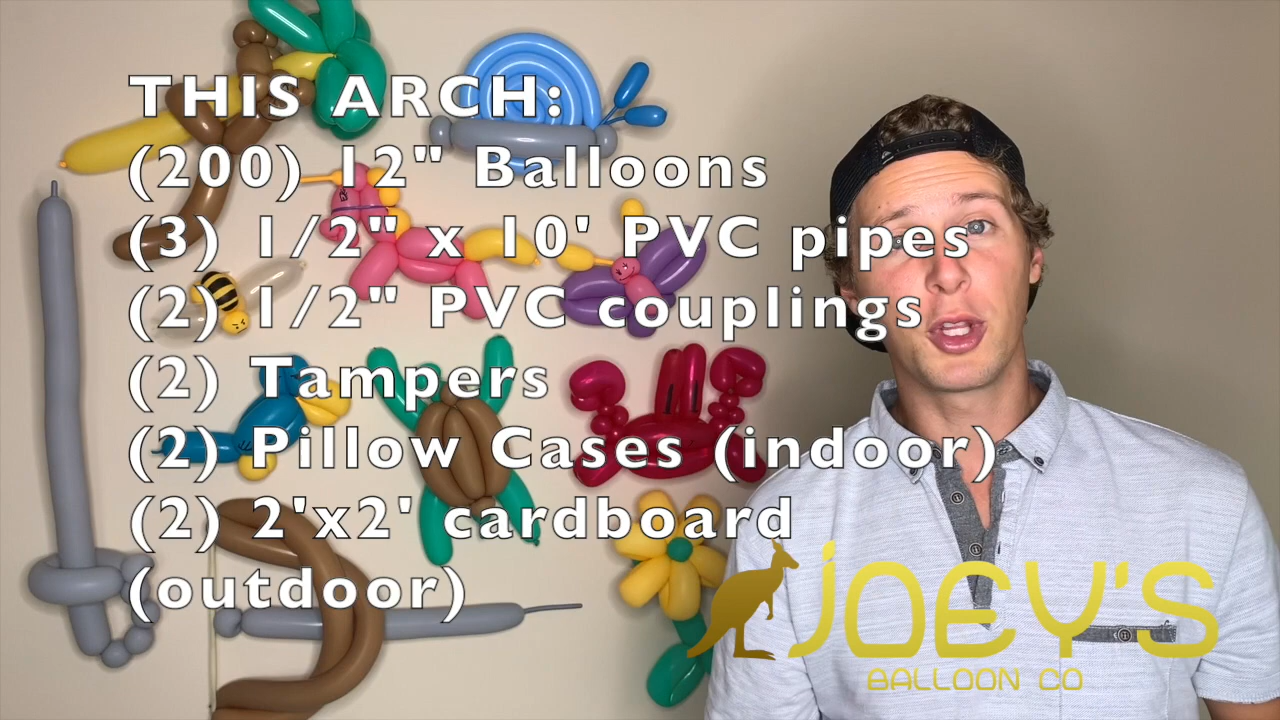 THIS ARCH:
(200) 12" Balloons
(3) 1/2" x 10' PVC pipes
(2) 1/2" PVC couplings
(2) Tampers
(2) Pillow Cases (indoor)
(2) 2'x2' cardboard
(outdoor)
JOEY'S
BALLOON CO